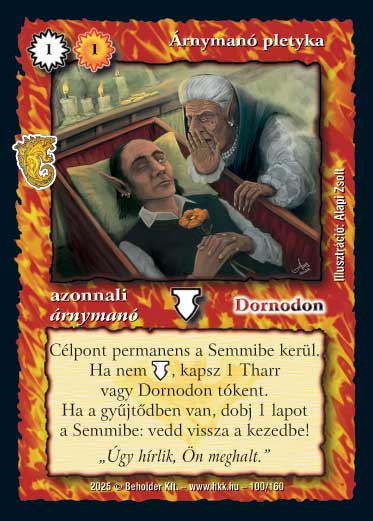 1 1 Árnymanó pletyka
Illusztráció: Alapi Zsolt
azonnali
árnymanó
Dornodon
Célpont permanens a Semmibe kerül.
Ha nem , kapsz 1 Tharr
vagy Dornodon tókent.
Ha a gyűjtődben van, dobj 1 lapot
a Semmibe: vedd vissza a kezedbe!
„Úgy hírlik, Ön meghalt.”
2025 © Beholder Kft. – www.hkk.hu – 100/160